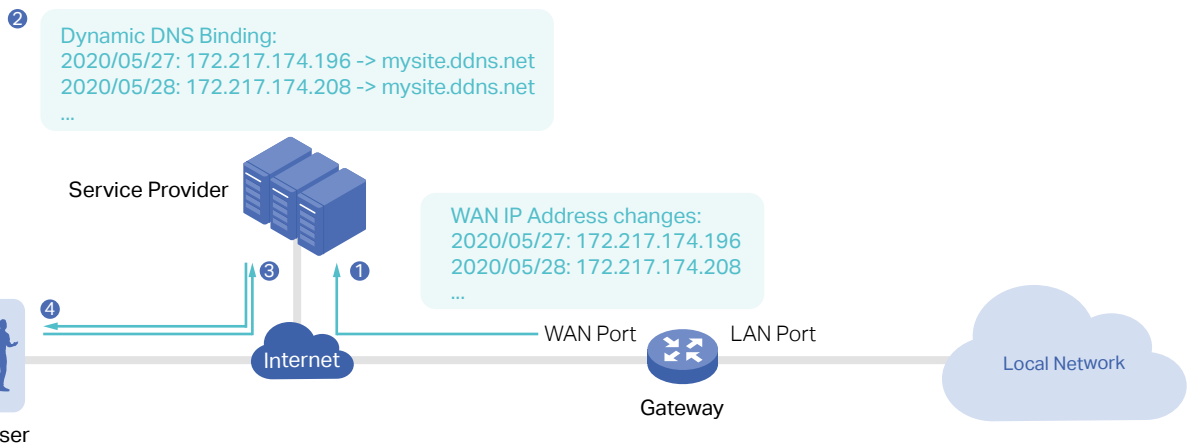 2
Dynamic DNS Binding:
2020/05/27: 172.217.174.196 -> mysite.ddns.net
2020/05/28: 172.217.174.208 -> mysite.ddns.net
...
Service Provider
WAN IP Address changes:
2020/05/27: 172.217.174.196
2020/05/28: 172.217.174.208
...
3
1
4
WAN Port
LAN Port
Internet
Local Network
Gateway
ser